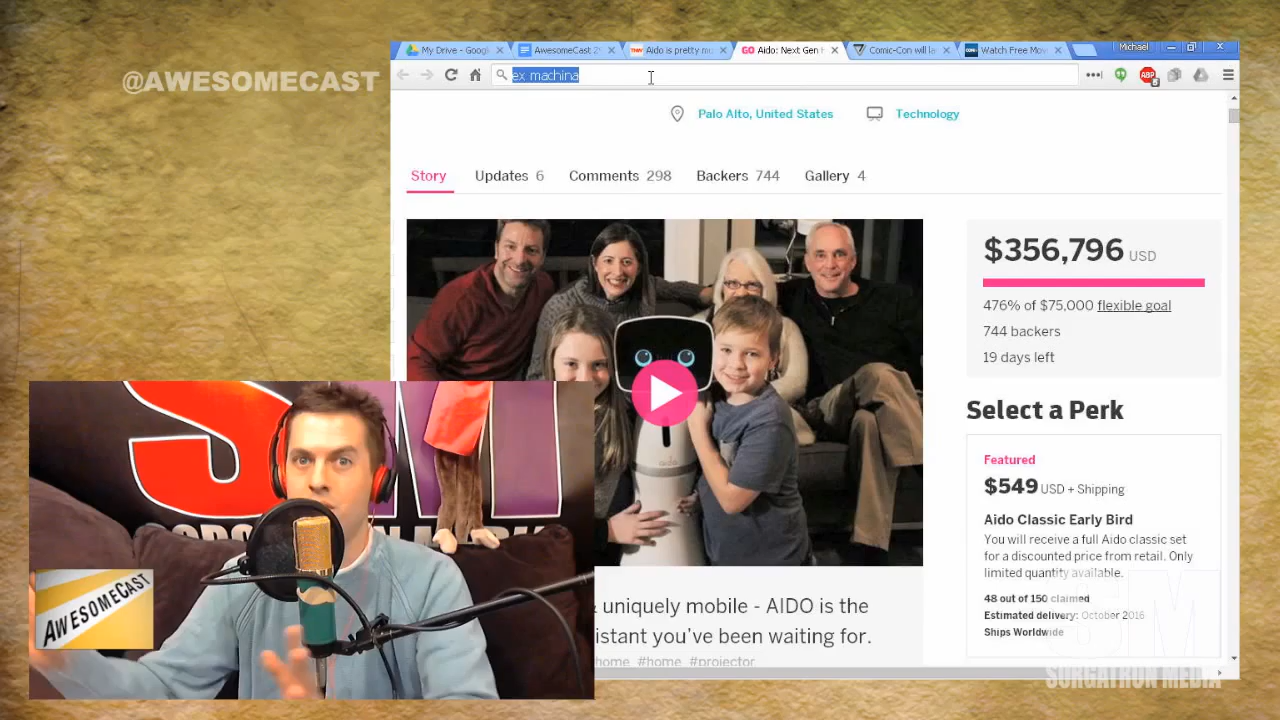 @AWESOMECAST
My Drive - Googl
AwesomeCast 2
Aido is pretty mu
GO Aido: Next Gen H
Comic-Con will la
Watch Free Mov
Michael
ex machina
ABP
Palo Alto, United States
Technology
Story
Updates 6
Comments 298
Backers 744
Gallery 4
$356,796 USD
476% of $75,000 flexible goal
744 backers
19 days left
Select a Perk
Featured
$549 USD + Shipping
Aido Classic Early Bird
You will receive a full Aido classic set
for a discounted price from retail. Only
limited quantity available.
48 out of 150 claimed
Estimated delivery: October 2016
Ships Worldwide
aido
& uniquely mobile - AIDO is the
istant you've been waiting for.
home #home #projector
AWESOMECAST
SORGATRON MEDIA